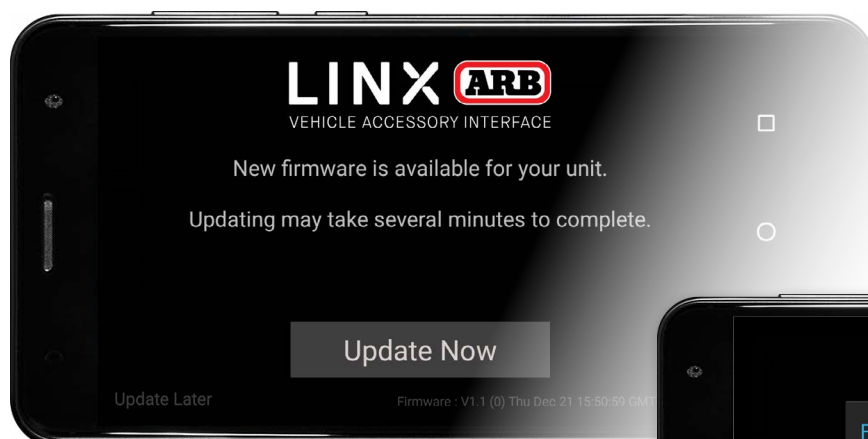 LINX ARB
VEHICLE ACCESSORY INTERFACE
New firmware is available for your unit.
Updating may take several minutes to complete.
Update Now
Update Later
Firmware : V1.1 (0) Thu Dec 21 15:50:59 GMT